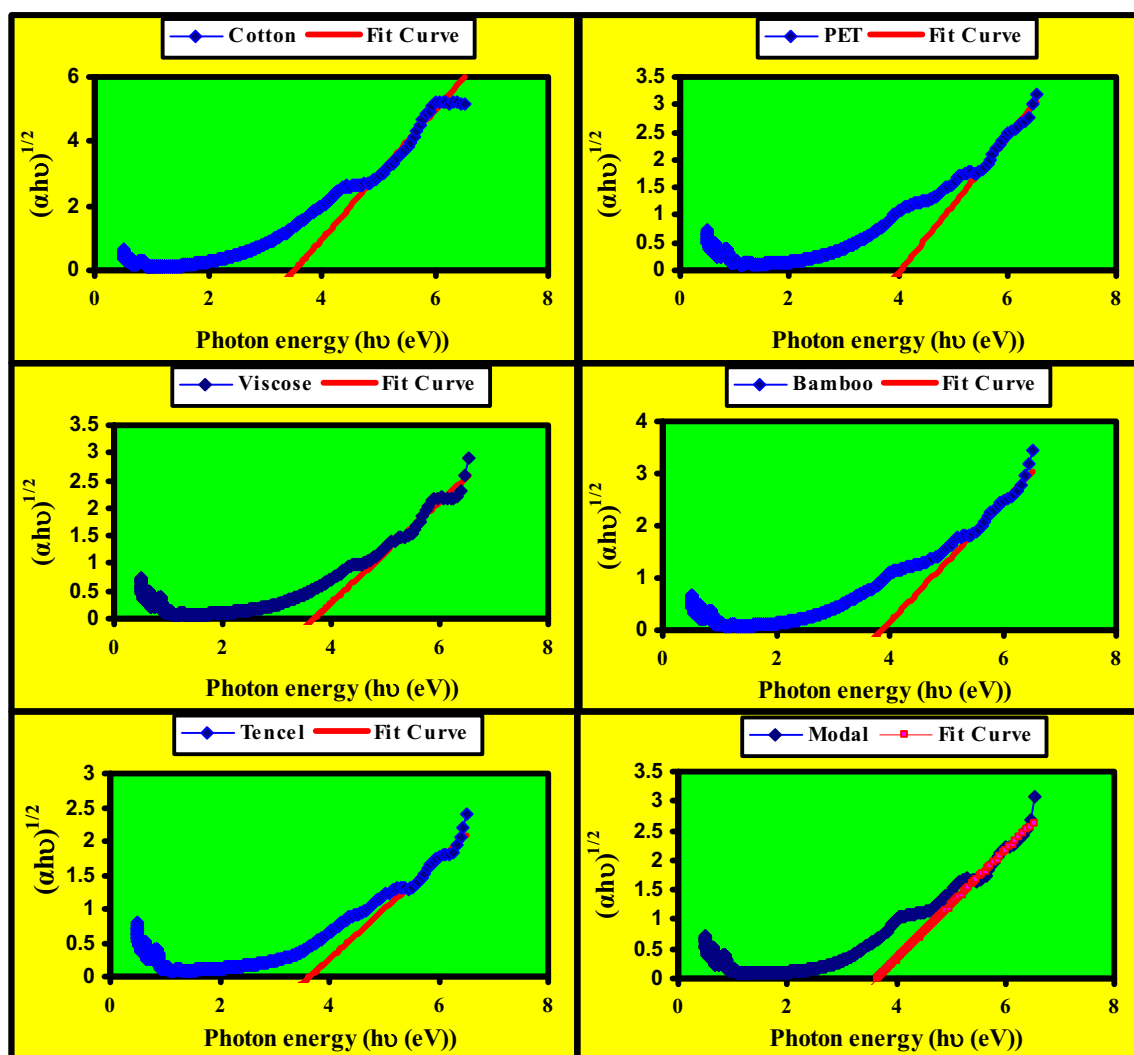 Cotton Fit Curve
(αhυ)1/2
6
4
2
0
0 2 4 6 8
Photon energy (hυ (eV))
PET Fit Curve
(αhυ)1/2
3.5
3
2.5
2
1.5
1
0.5
0
0 2 4 6 8
Photon energy (hυ (eV))
Viscose Fit Curve
(αhυ)1/2
3.5
3
2.5
2
1.5
1
0.5
0
0 2 4 6 8
Photon energy (hυ (eV))
Bamboo Fit Curve
(αhυ)1/2
4
3
2
1
0
0 2 4 6 8
Photon energy (hυ (eV))
Tencel Fit Curve
(αhυ)1/2
3
2.5
2
1.5
1
0.5
0
0 2 4 6 8
Photon energy (hυ (eV))
Modal Fit Curve
(αhυ)1/2
3.5
3
2.5
2
1.5
1
0.5
0
0 2 4 6 8
Photon energy (hυ (eV))